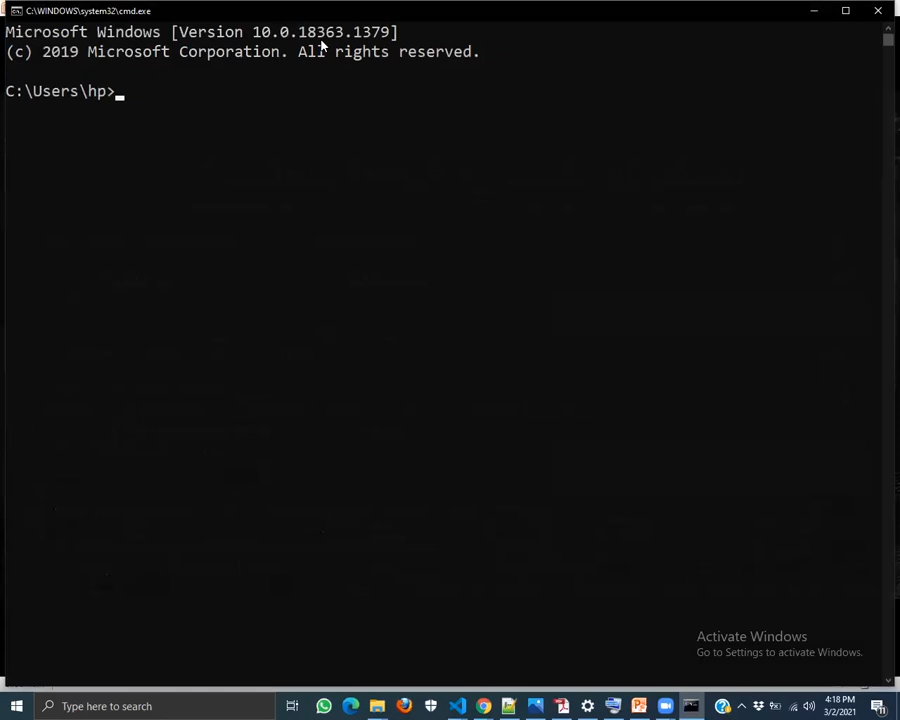 C:\WINDOWS\system32\cmd.exe
Microsoft Windows [Version 10.0.18363.1379]
(c) 2019 Microsoft Corporation. All rights reserved.
C:\Users\hp>
Activate Windows
Go to Settings to activate Windows.
Type here to search
4:18 PM
3/2/2021
11